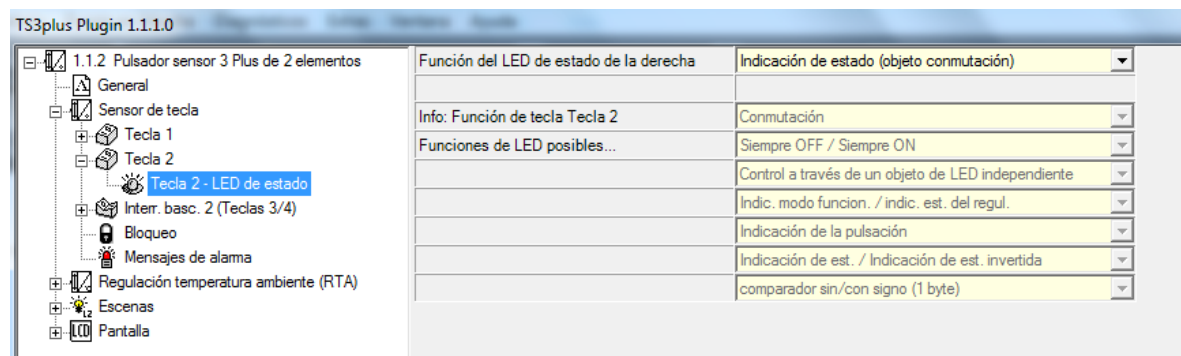 TS3plus Plugin 1.1.1.0
1.1.2 Pulsador sensor 3 Plus de 2 elementos
General
Sensor de tecla
Tecla 1
Tecla 2
Tecla 2 - LED de estado
Interr. basc. 2 (Teclas 3/4)
Bloqueo
Mensajes de alarma
Regulación temperatura ambiente (RTA)
Escenas
LCD Pantalla
Función del LED de estado de la derecha Indicación de estado (objeto conmutación)
Info: Función de tecla Tecla 2 Conmutación
Funciones de LED posibles... Siempre OFF / Siempre ON
Control a través de un objeto de LED independiente
Indic. modo funcion. / indic. est. del regul.
Indicación de la pulsación
Indicación de est. / Indicación de est. invertida
comparador sin/con signo (1 byte)